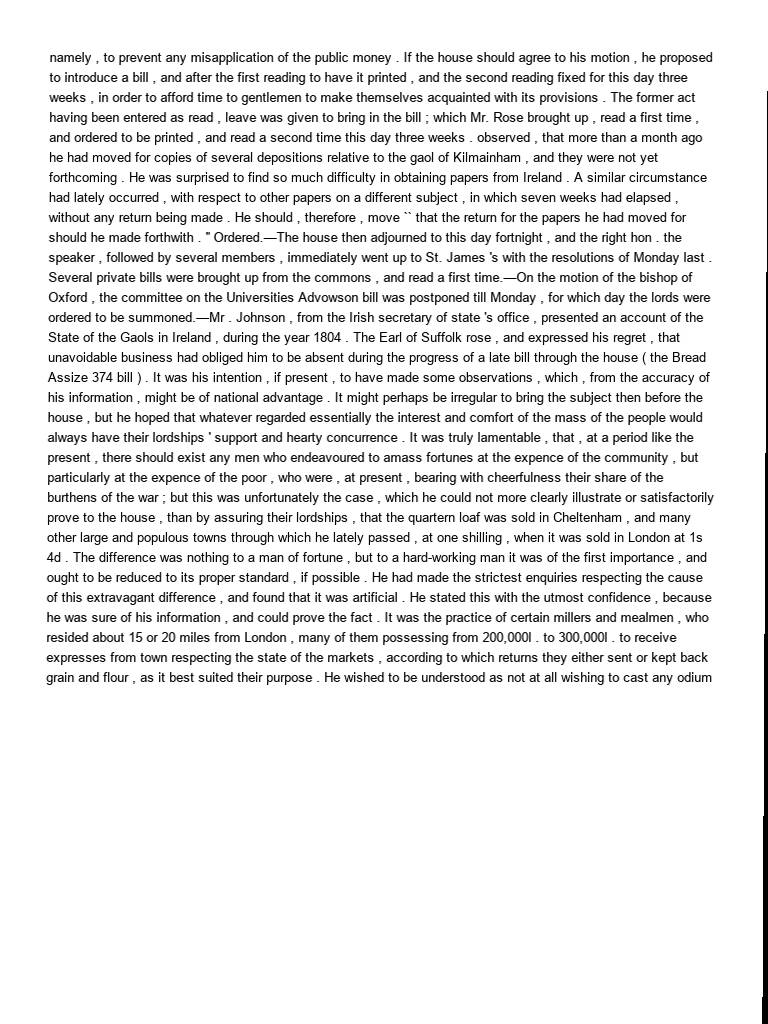 namely , to prevent any misapplication of the public money . If the house should agree to his motion , he proposed
to introduce a bill , and after the first reading to have it printed , and the second reading fixed for this day three
weeks , in order to afford time to gentlemen to make themselves acquainted with its provisions . The former act
having been entered as read , leave was given to bring in the bill ; which Mr. Rose brought up , read a first time ,
and ordered to be printed , and read a second time this day three weeks . observed , that more than a month ago
he had moved for copies of several depositions relative to the gaol of Kilmainham , and they were not yet
forthcoming . He was surprised to find so much difficulty in obtaining papers from Ireland . A similar circumstance
had lately occurred , with respect to other papers on a different subject , in which seven weeks had elapsed ,
without any return being made . He should , therefore , move `` that the return for the papers he had moved for
should he made forthwith . " Ordered.—The house then adjourned to this day fortnight , and the right hon . the
speaker , followed by several members , immediately went up to St. James 's with the resolutions of Monday last .
Several private bills were brought up from the commons , and read a first time.—On the motion of the bishop of
Oxford , the committee on the Universities Advowson bill was postponed till Monday , for which day the lords were
ordered to be summoned.—Mr . Johnson , from the Irish secretary of state 's office , presented an account of the
State of the Gaols in Ireland , during the year 1804 . The Earl of Suffolk rose , and expressed his regret , that
unavoidable business had obliged him to be absent during the progress of a late bill through the house ( the Bread
Assize 374 bill ) . It was his intention , if present , to have made some observations , which , from the accuracy of
his information , might be of national advantage . It might perhaps be irregular to bring the subject then before the
house , but he hoped that whatever regarded essentially the interest and comfort of the mass of the people would
always have their lordships ' support and hearty concurrence . It was truly lamentable , that , at a period like the
present , there should exist any men who endeavoured to amass fortunes at the expence of the community , but
particularly at the expence of the poor , who were , at present , bearing with cheerfulness their share of the
burthens of the war ; but this was unfortunately the case , which he could not more clearly illustrate or satisfactorily
prove to the house , than by assuring their lordships , that the quartern loaf was sold in Cheltenham , and many
other large and populous towns through which he lately passed , at one shilling , when it was sold in London at 1s
4d . The difference was nothing to a man of fortune , but to a hard-working man it was of the first importance , and
ought to be reduced to its proper standard , if possible . He had made the strictest enquiries respecting the cause
of this extravagant difference , and found that it was artificial . He stated this with the utmost confidence , because
he was sure of his information , and could prove the fact . It was the practice of certain millers and mealmen , who
resided about 15 or 20 miles from London , many of them possessing from 200,000l . to 300,000l . to receive
expresses from town respecting the state of the markets , according to which returns they either sent or kept back
grain and flour , as it best suited their purpose . He wished to be understood as not at all wishing to cast any odium